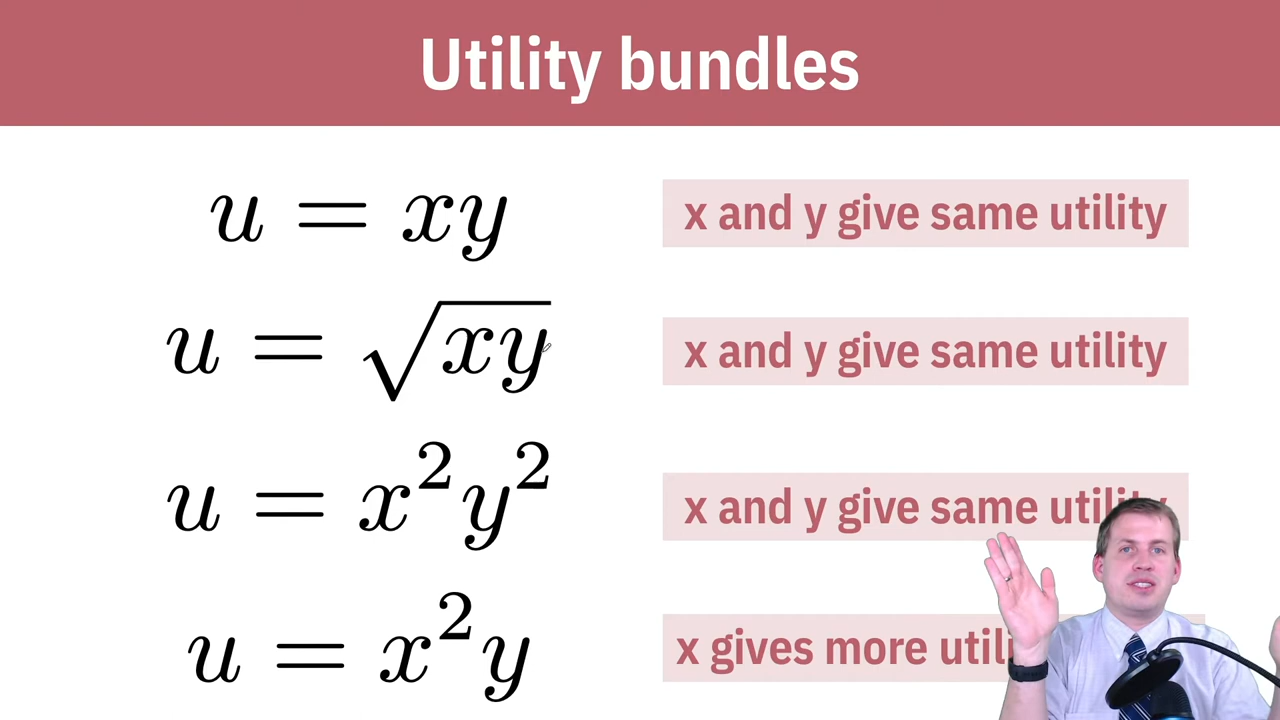 Utility bundles
u = xy
x and y give same utility
u = √xy
x and y give same utility
u = x²y²
x and y give same utility
u = x²y
x gives more